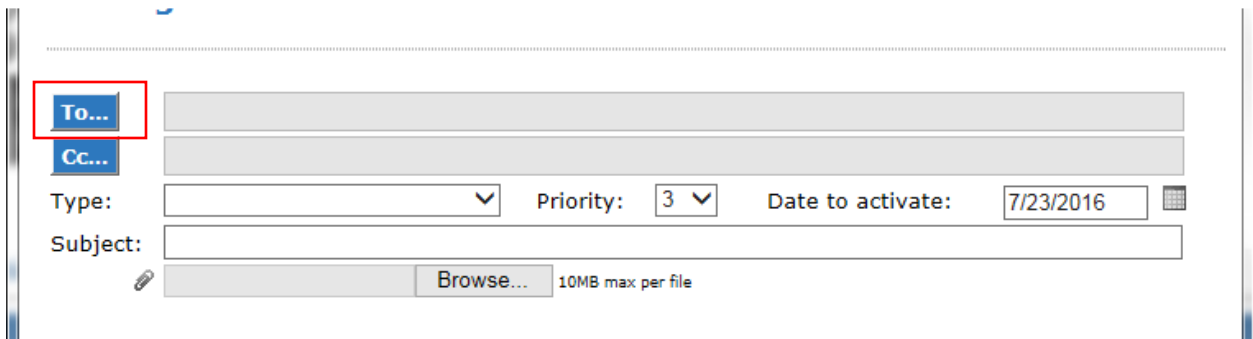 To...
Cc...
Type: Priority: 3 Date to activate: 7/23/2016
Subject:
Browse... 10MB max per file